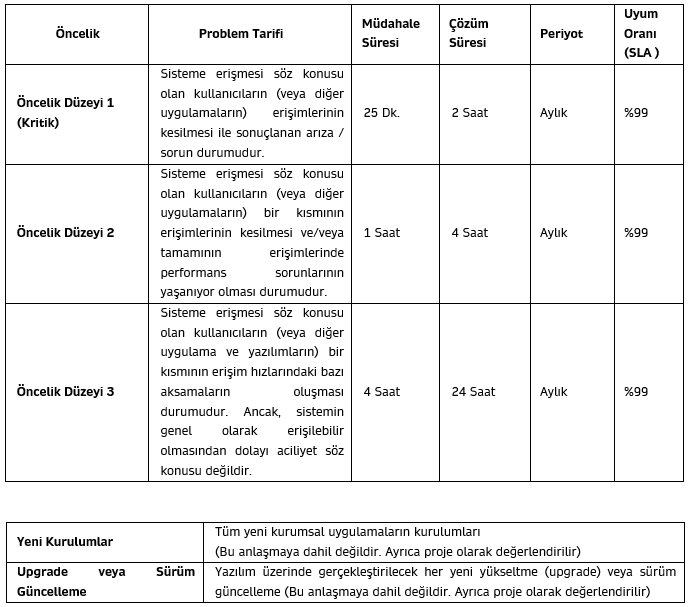 Öncelik
Problem Tarifi
Müdahale
Süresi
Çözüm
Süresi
Periyot
Uyum
Oranı
(SLA )
Öncelik Düzeyi 1
(Kritik)
Sisteme erişmesi söz konusu
olan kullanıcıların (veya diğer
uygulamaların) erişimlerinin
kesilmesi ile sonuçlanan arıza /
sorun durumudur.
25 Dk.
2 Saat
Aylık
%99
Öncelik Düzeyi 2
Sisteme erişmesi söz konusu
olan kullanıcıların (veya diğer
uygulamaların) bir kısmının
erişimlerinin kesilmesi ve/veya
tamamının erişimlerinde
performans sorunlarının
yaşanıyor olması durumudur.
1 Saat
4 Saat
Aylık
%99
Öncelik Düzeyi 3
Sisteme erişmesi söz konusu
olan kullanıcıların (veya diğer
uygulama ve yazılımların) bir
kısmının erişim hızlarındaki bazı
aksamaların oluşması
durumudur. Ancak, sistemin
genel olarak erişilebilir
olmasından dolayı aciliyet söz
konusu değildir.
4 Saat
24 Saat
Aylık
%99
Yeni Kurulumlar
Tüm yeni kurumsal uygulamaların kurulumları
(Bu anlaşmaya dahil değildir. Ayrıca proje olarak değerlendirilir)
Upgrade veya Sürüm
Güncelleme
Yazılım üzerinde gerçekleştirilecek her yeni yükseltme (upgrade) veya sürüm
güncelleme (Bu anlaşmaya dahil değildir. Ayrıca proje olarak değerlendirilir)